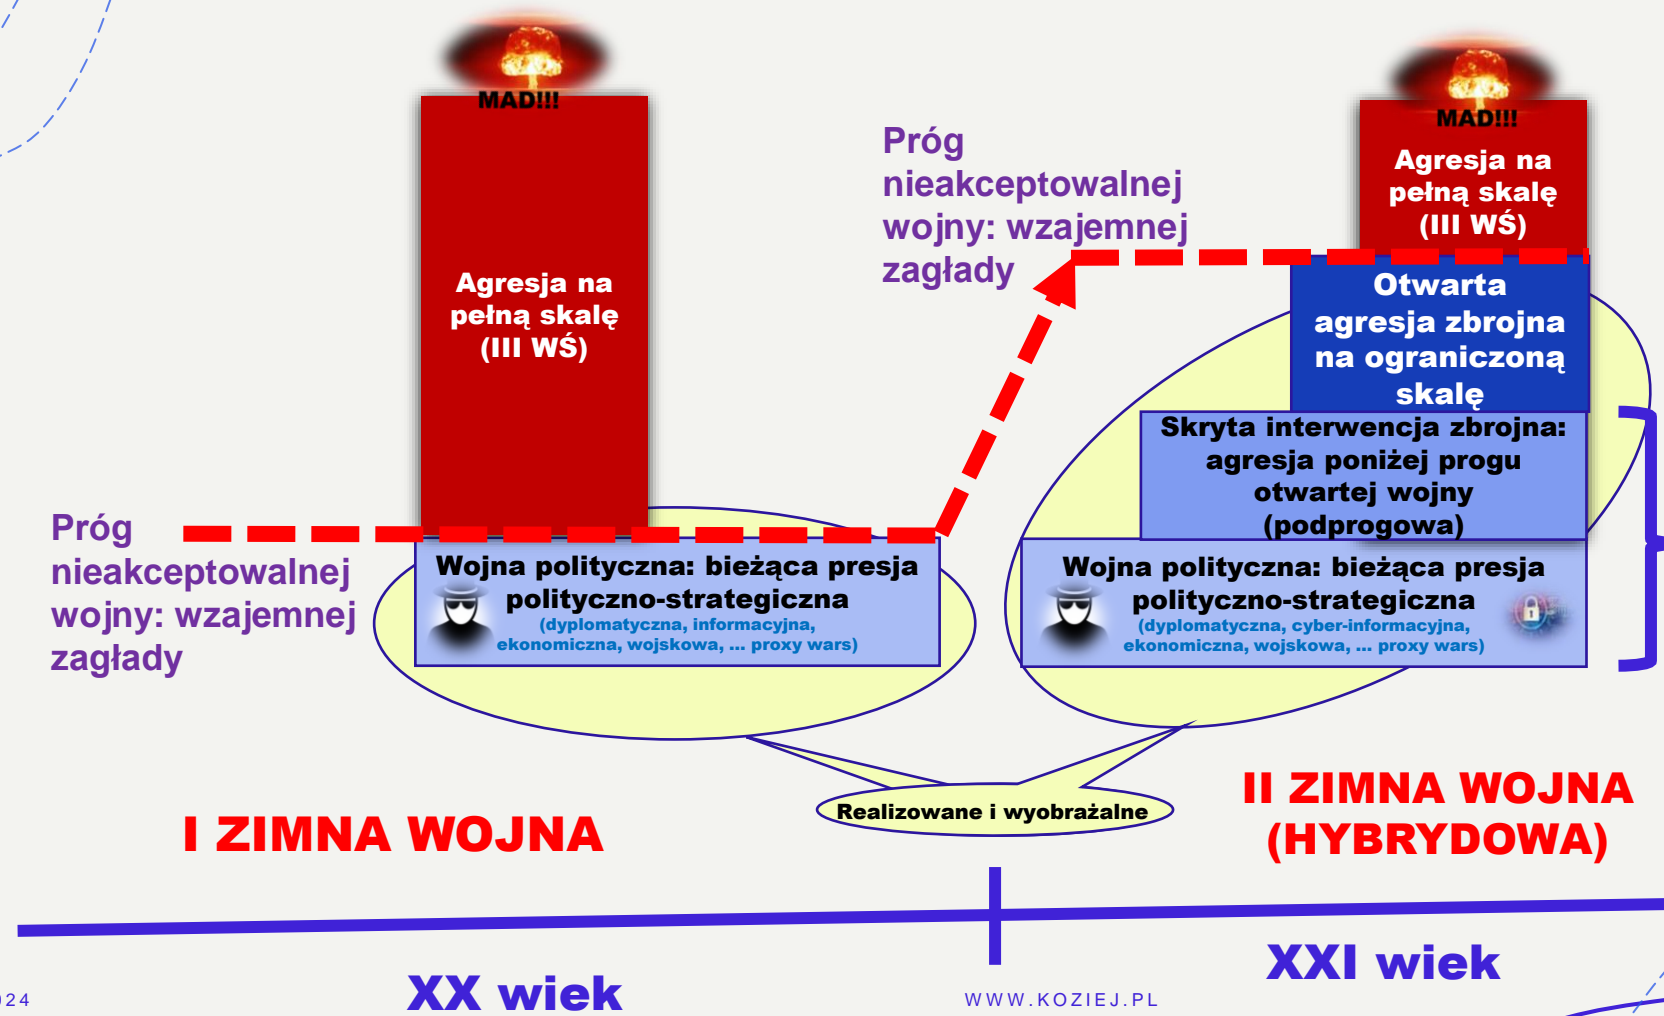 MAD!!!
Agresja na
pełną skalę
(III WŚ)
Próg
nieakceptowalnej
wojny: wzajemnej
zagłady
Wojna polityczna: bieżąca presja
polityczno-strategiczna
(dyplomatyczna, informacyjna,
ekonomiczna, wojskowa, ... proxy wars)
Próg
nieakceptowalnej
wojny: wzajemnej
zagłady
MAD!!!
Agresja na
pełną skalę
(III WŚ)
Otwarta
agresja zbrojna
na ograniczoną
skalę
Skryta interwencja zbrojna:
agresja poniżej progu
otwartej wojny
(podprogowa)
Wojna polityczna: bieżąca presja
polityczno-strategiczna
(dyplomatyczna, cyber-informacyjna,
ekonomiczna, wojskowa, ... proxy wars)
Realizowane i wyobrażalne
I ZIMNA WOJNA
II ZIMNA WOJNA
(HYBRYDOWA)
XX wiek
XXI wiek
24
WWW.KOZIEJ.PL